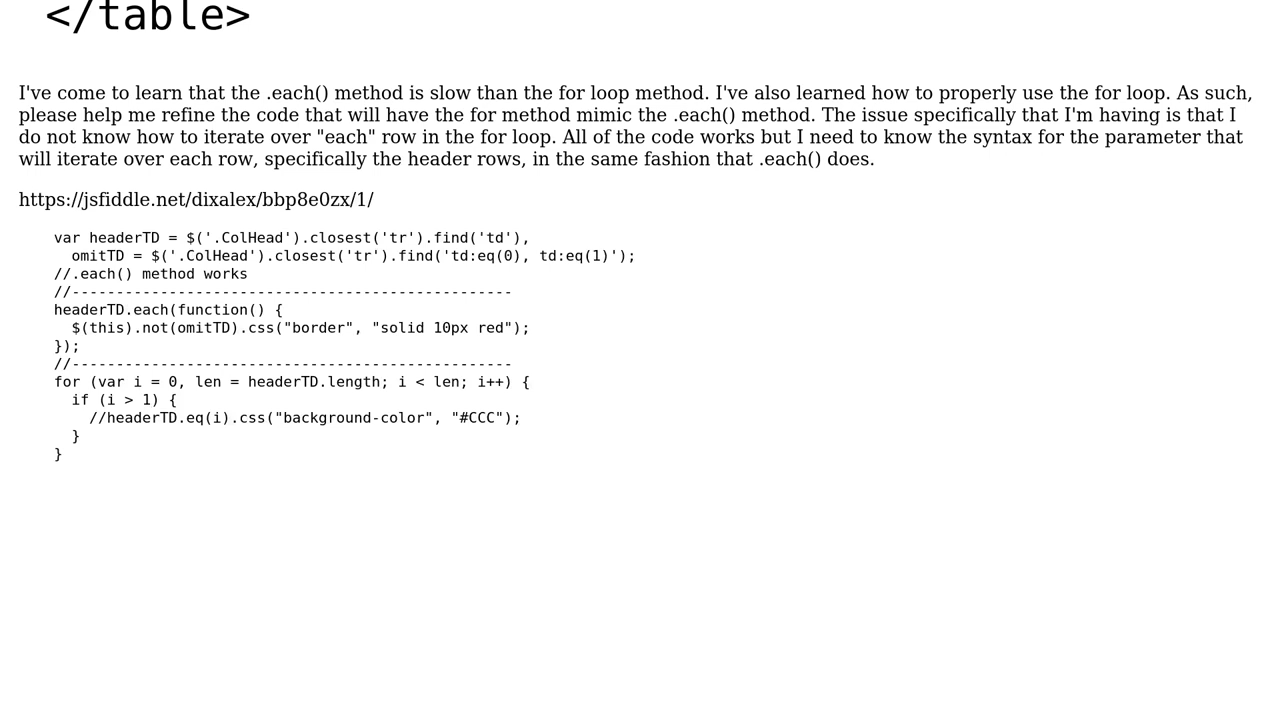 </table>
I've come to learn that the .each() method is slow than the for loop method. I've also learned how to properly use the for loop. As such,
please help me refine the code that will have the for method mimic the .each() method. The issue specifically that I'm having is that I
do not know how to iterate over "each" row in the for loop. All of the code works but I need to know the syntax for the parameter that
will iterate over each row, specifically the header rows, in the same fashion that .each() does.
https://jsfiddle.net/dixalex/bbp8e0zx/1/
var headerTD = $('.ColHead').closest('tr').find('td'),
  omitTD = $('.ColHead').closest('tr').find('td:eq(0), td:eq(1)');
//.each() method works
//--------------------------------------------------
headerTD.each(function() {
  $(this).not(omitTD).css("border", "solid 10px red");
});
//--------------------------------------------------
for (var i = 0, len = headerTD.length; i < len; i++) {
  if (i > 1) {
    //headerTD.eq(i).css("background-color", "#CCC");
  }
}